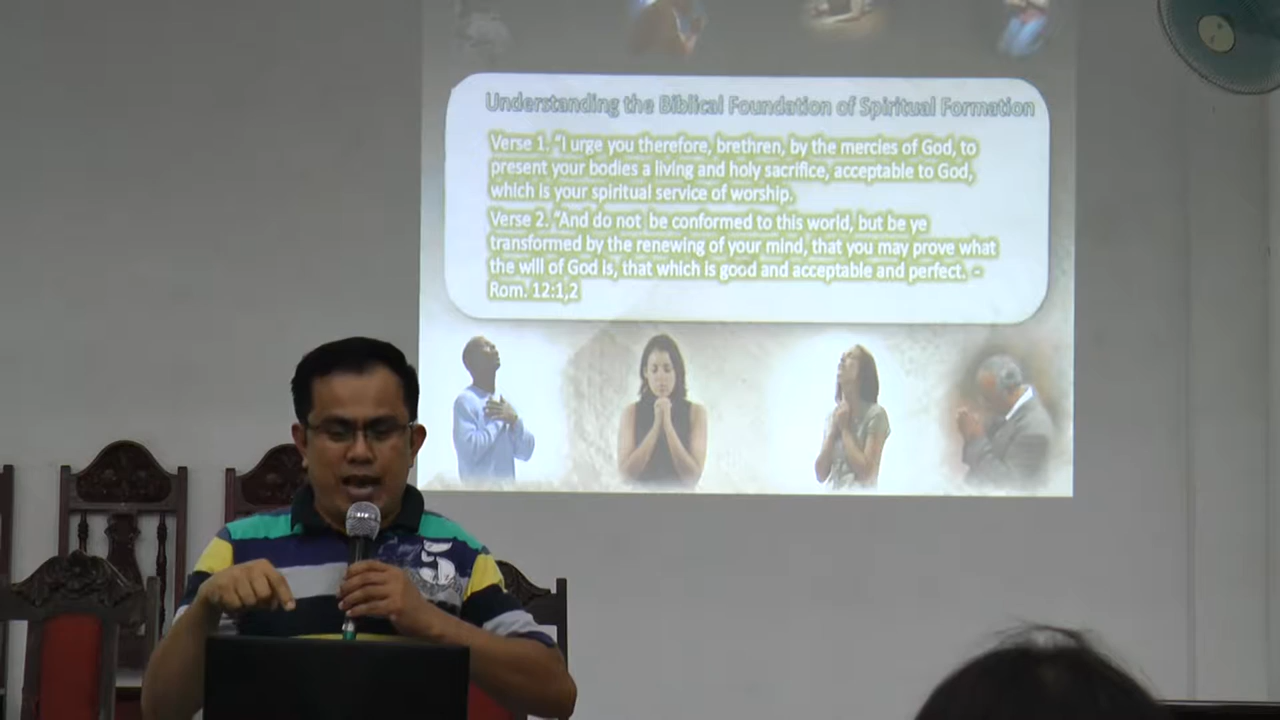 Understanding the Biblical Foundation of Spiritual Formation
Verse 1. "I urge you therefore, brethren, by the mercies of God, to
present your bodies a living and holy sacrifice, acceptable to God,
which is your spiritual service of worship.
Verse 2. "And do not be conformed to this world, but be ye
transformed by the renewing of your mind, that you may prove what
the will of God is, that which is good and acceptable and perfect. -
Rom. 12:1,2
5